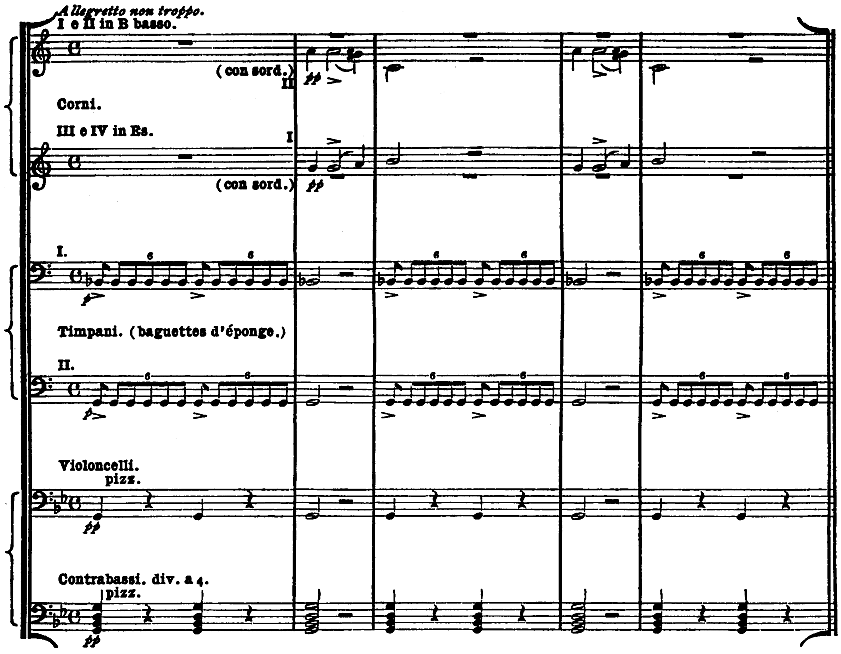 Allegretto non troppo.
I e II in B basso.
(con sord.)
pp
II
Corni.
III e IV in Es.
I
(con sord.)
pp
I.
6 6 6 6 6 6
p
Timpani. (baguettes d'éponge.)
II.
6 6 6 6 6 6
p
Violoncelli.
pizz.
pp
Contrabassi. div. a 4.
pizz.
pp